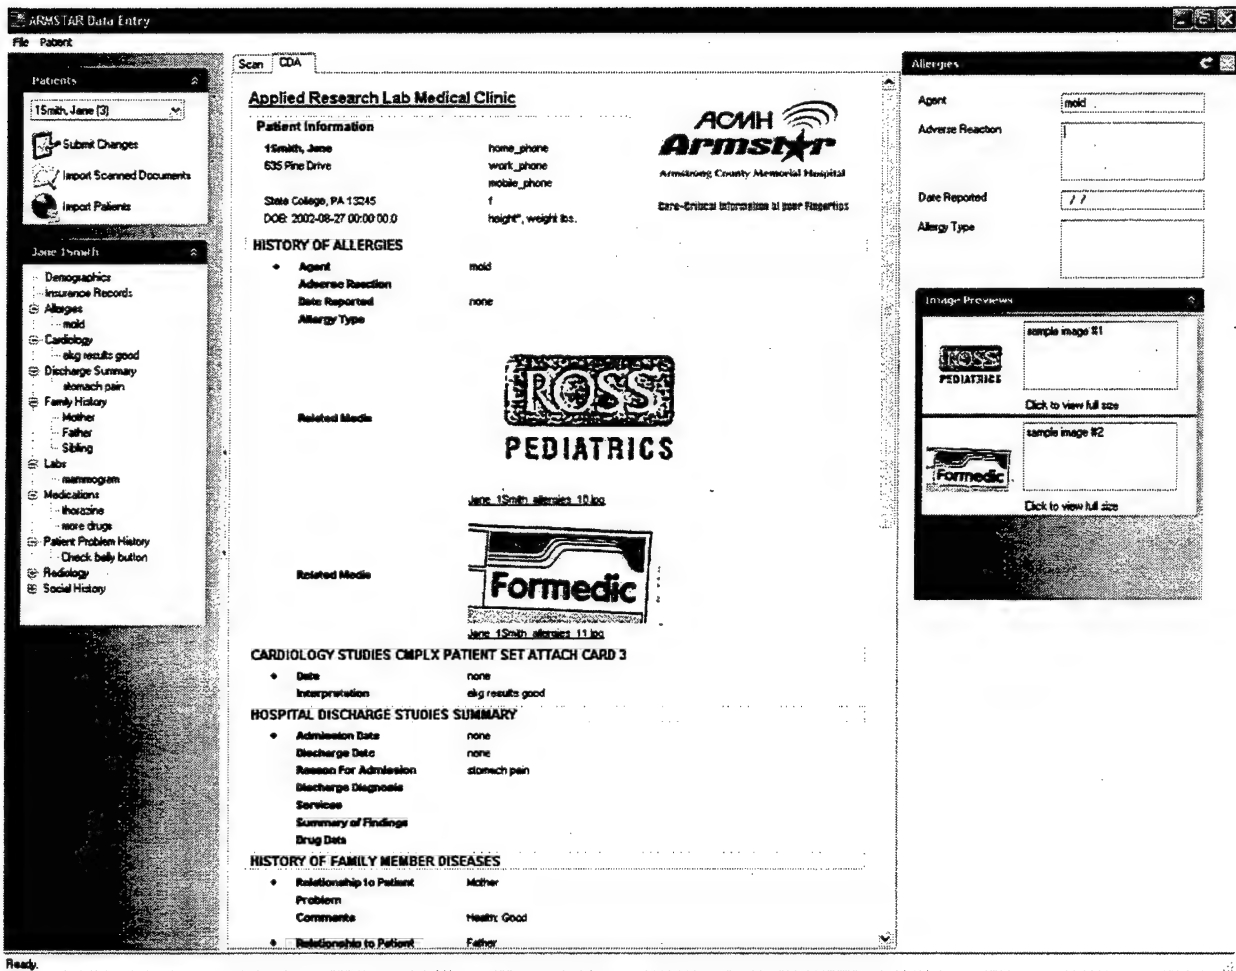 ARMSTAR Data Entry
File Patient
Patients
1Smith, Jane (3)
Submit Changes
Import Scanned Documents
Import Patients
Jane 1Smith
Demographics
Insurance Records
Allergies
mold
Cardiology
ekg results good
Discharge Summary
stomach pain
Family History
Mother
Father
Sibling
Labs
mammogram
Medications
thorazine
more drugs
Patient Problem History
Check belly button
Radiology
Social History
Scan CDA
Applied Research Lab Medical Clinic
Patient Information
1Smith, Jane home_phone
635 Pine Drive work_phone
mobile_phone
State College, PA 13245 f
DOB: 2002-08-27 00:00:00.0 height", weight lbs.
ACMH
Armstar
Armstrong County Memorial Hospital
Care-Critical Information at your Fingertips
HISTORY OF ALLERGIES
Agent mold
Adverse Reaction
Date Reported none
Allergy Type
ROSS
PEDIATRICS
Related Media
Jane_1Smith_allergies_10.jpg
Formedic
Related Media
Jane_1Smith_allergies_11.jpg
CARDIOLOGY STUDIES CMPLX PATIENT SET ATTACH CARD 3
Date none
Interpretation ekg results good
HOSPITAL DISCHARGE STUDIES SUMMARY
Admission Date none
Discharge Date none
Reason For Admission stomach pain
Discharge Diagnosis
Services
Summary of Findings
Drug Data
HISTORY OF FAMILY MEMBER DISEASES
Relationship to Patient Mother
Problem
Comments Health: Good
Relationship to Patient Father
Allergies
Agent mold
Adverse Reaction
Date Reported / /
Allergy Type
Image Previews
ROSS
PEDIATRICS
sample image #1
Click to view full size
Formedic
sample image #2
Click to view full size
Ready.